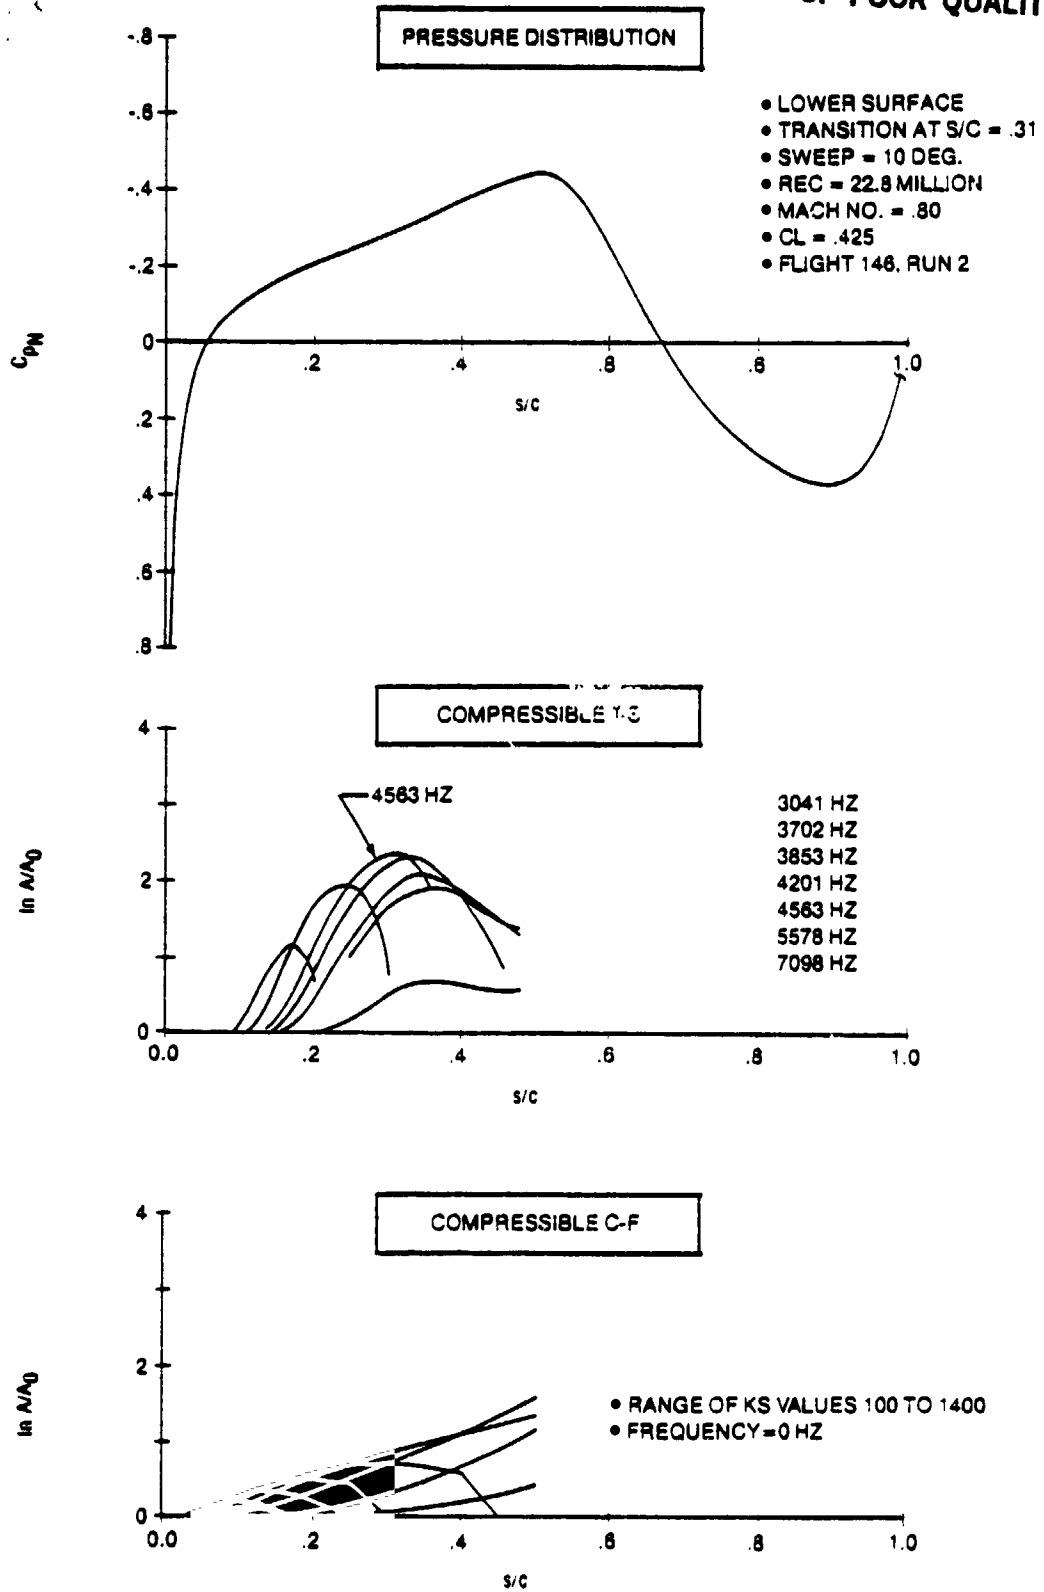 POOR QUALIT
PRESSURE DISTRIBUTION
-.8
-.6
-.4
-.2
0
.2
.4
.6
.8
CPN
.2
.4
.6
.8
1.0
S/C
• LOWER SURFACE
• TRANSITION AT S/C = .31
• SWEEP = 10 DEG.
• REC = 22.8 MILLION
• MACH NO. = .80
• CL = .425
• FLIGHT 146, RUN 2
COMPRESSIBLE
4
2
0
ln A/A0
4563 HZ
3041 HZ
3702 HZ
3853 HZ
4201 HZ
4563 HZ
5578 HZ
7098 HZ
0.0
.2
.4
.6
.8
1.0
S/C
COMPRESSIBLE C-F
4
2
0
ln A/A0
• RANGE OF KS VALUES 100 TO 1400
• FREQUENCY=0 HZ
0.0
.2
.4
.6
.8
1.0
S/C